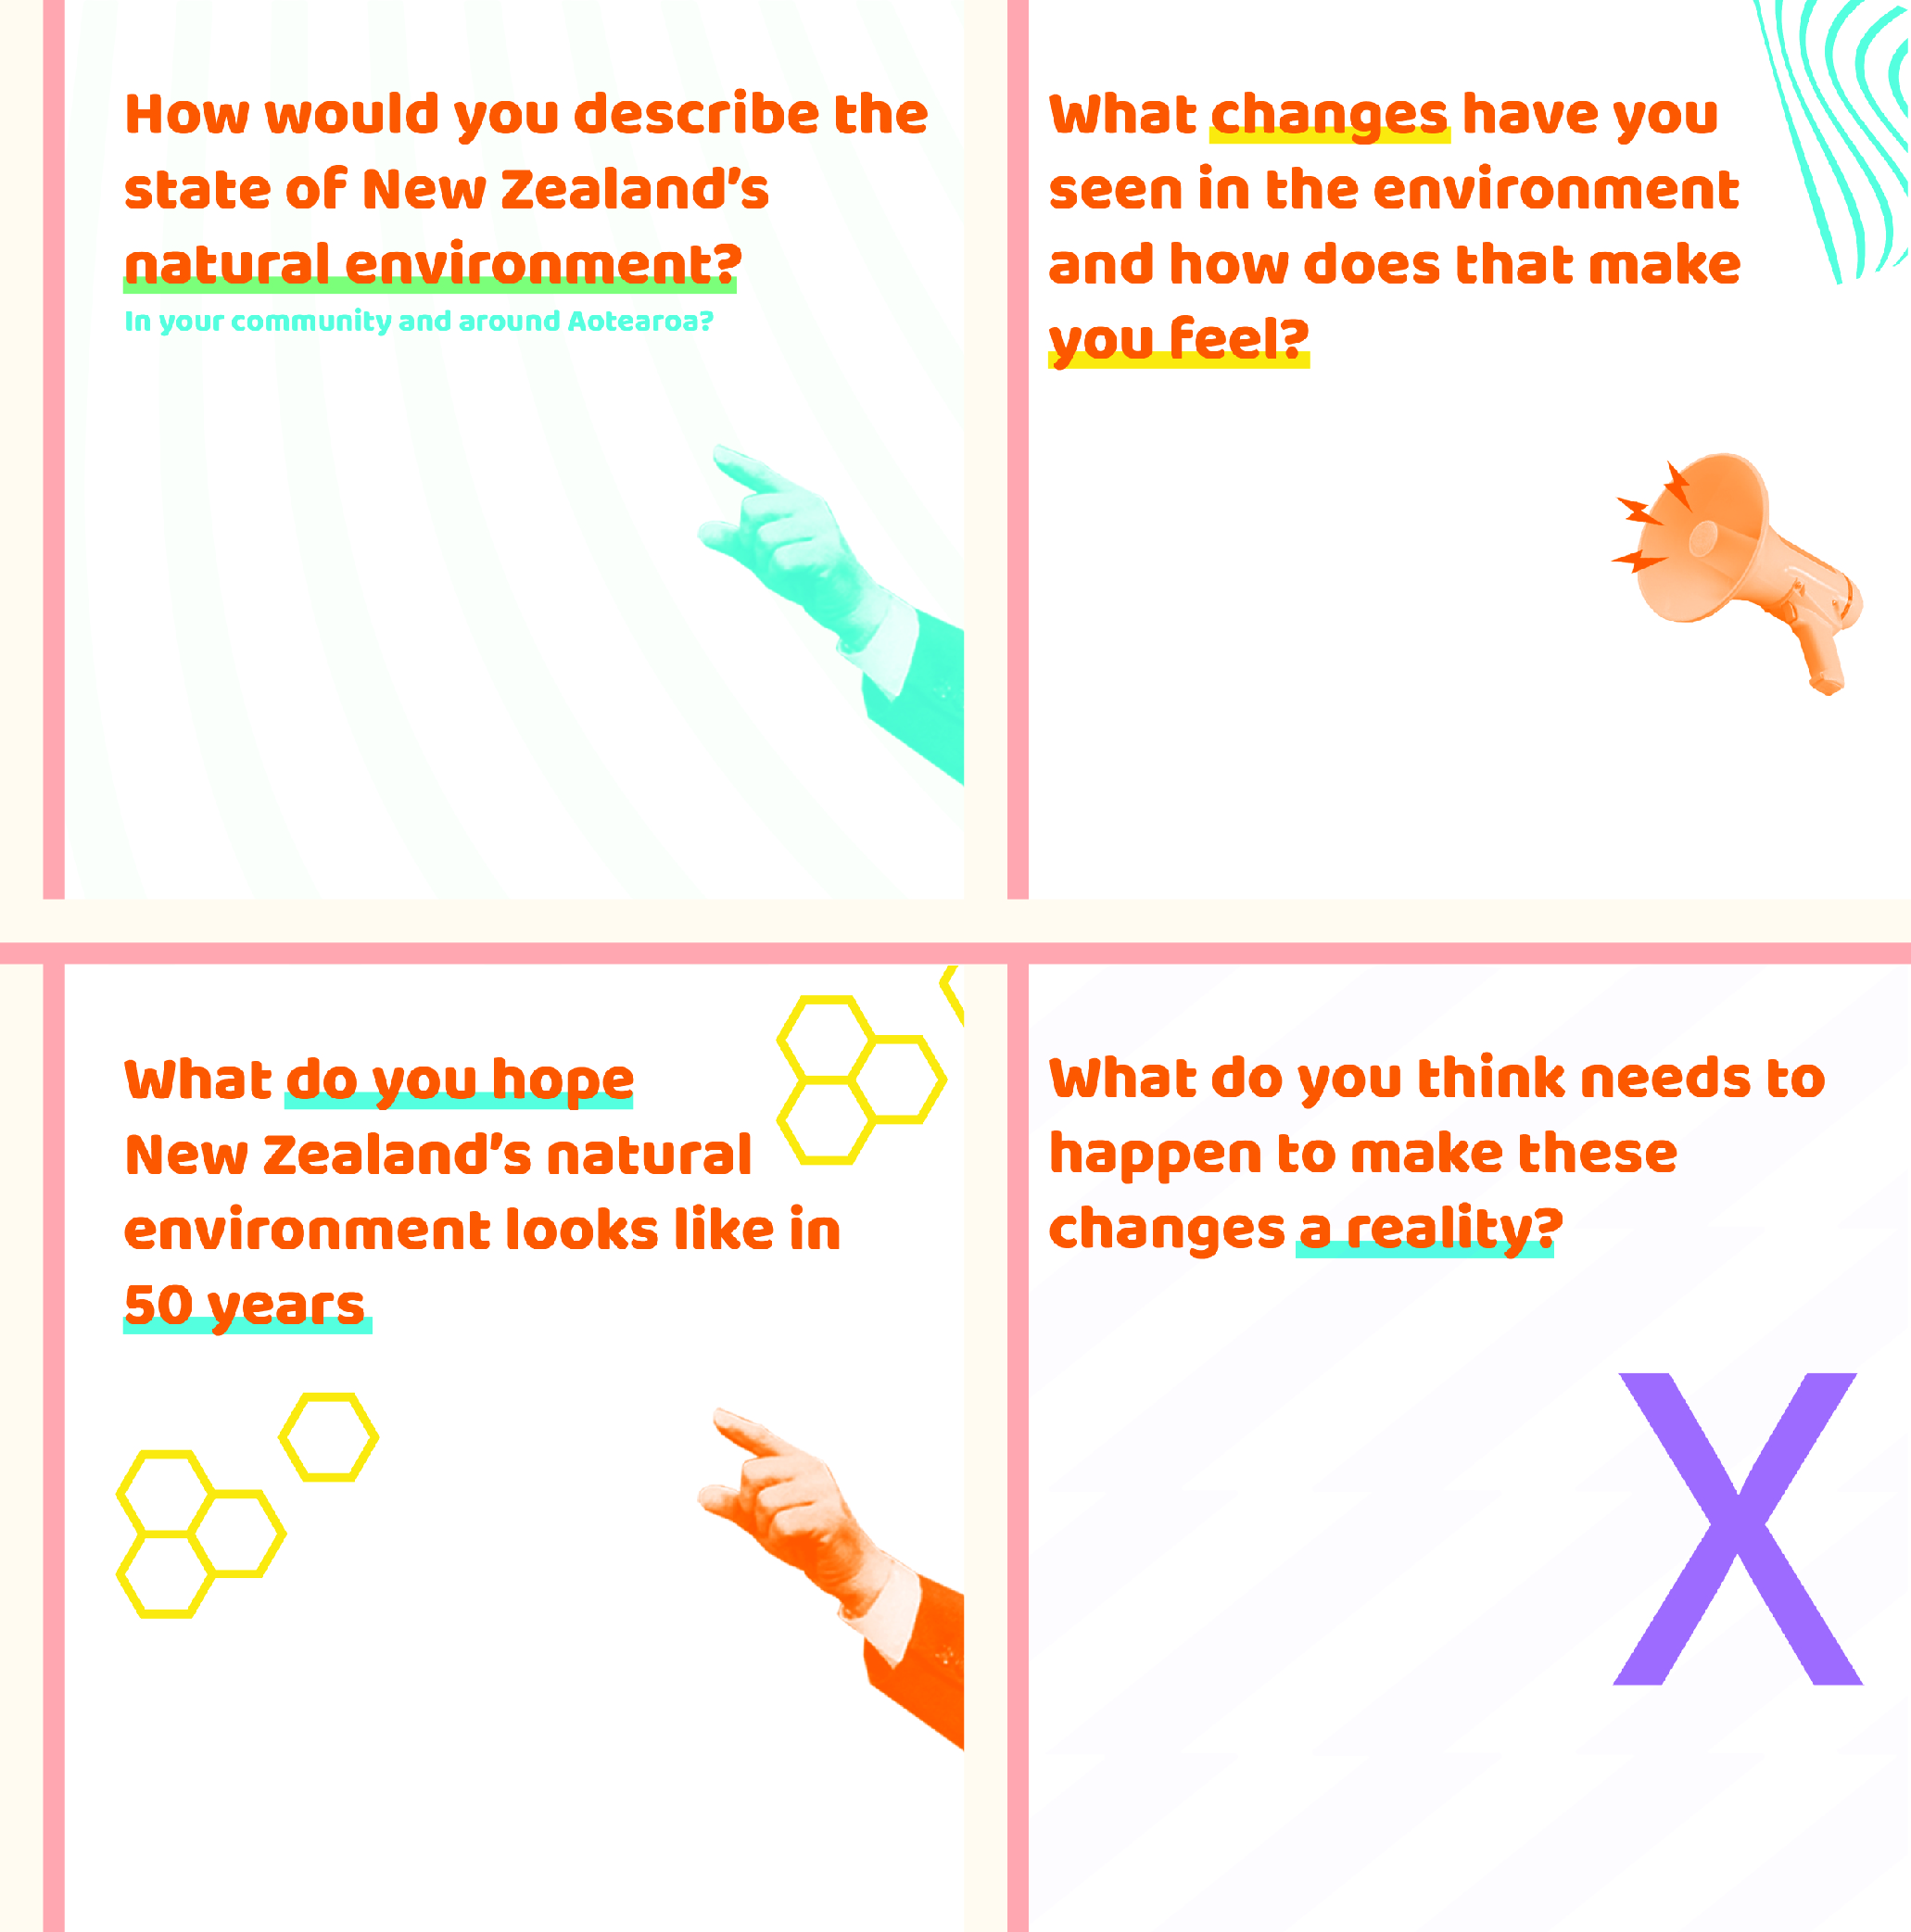 How would you describe the
state of New Zealand's
natural environment?
In your community and around Aotearoa?
What changes have you
seen in the environment
and how does that make
you feel?
What do you hope
New Zealand's natural
environment looks like in
50 years
What do you think needs to
happen to make these
changes a reality?
X